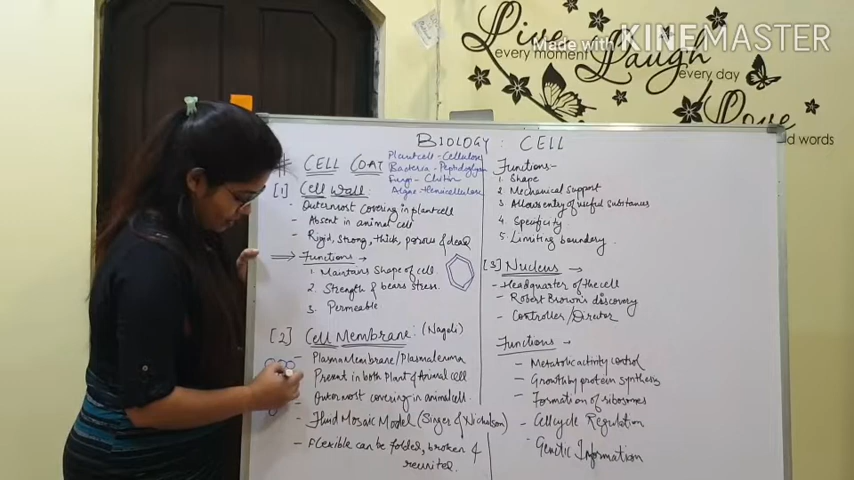 Live
every moment
Laugh
every day
Love
beyond words
Made with KINEMASTER
BIOLOGY : CELL
# CELL COAT
Plant cell - Cellulose
Bacteria - Peptidoglycan
Fungi - Chitin
Algae - Hemicellulose
[1] Cell Wall
- Outermost covering in plant cell
- Absent in animal cell
- Rigid, strong, thick, porous & dead
→ Functions →
1. Maintains Shape of cell
2. Strength & bears stress.
3. Permeable
[2] Cell Membrane : (Nageli)
- Plasma Membrane/Plasmalemma
Present in both Plant & Animal cell
- Outermost covering in animal cell
- Fluid Mosaic Model (Singer & Nicholson)
- Flexible can be folded, broken &
reunited.
Functions -
1. Shape
2. Mechanical Support
3. Allows entry of useful substances
4. Specificity
5. Limiting boundary
[3] Nucleus →
- Headquarter of the cell
- Robert Brown's discovery
- Controller/Director
Functions →
- Metabolic activity control
- Growth by protein synthesis
- Formation of ribosomes
- Cell cycle Regulation
- Genetic Information